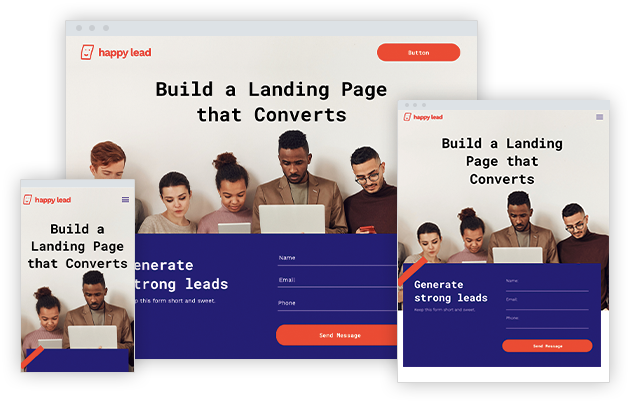 happy lead
Button
Build a Landing Page
that Converts
enerate
strong leads
p this form short and sweet.
Name
Email
Phone
Send Message
happy lead
Build a Landing
Page that
Converts
Generate
strong leads
Keep this form short and sweet.
Name
Email
Phone
Send Message
happy lead
Build a
Landing Page
that Converts